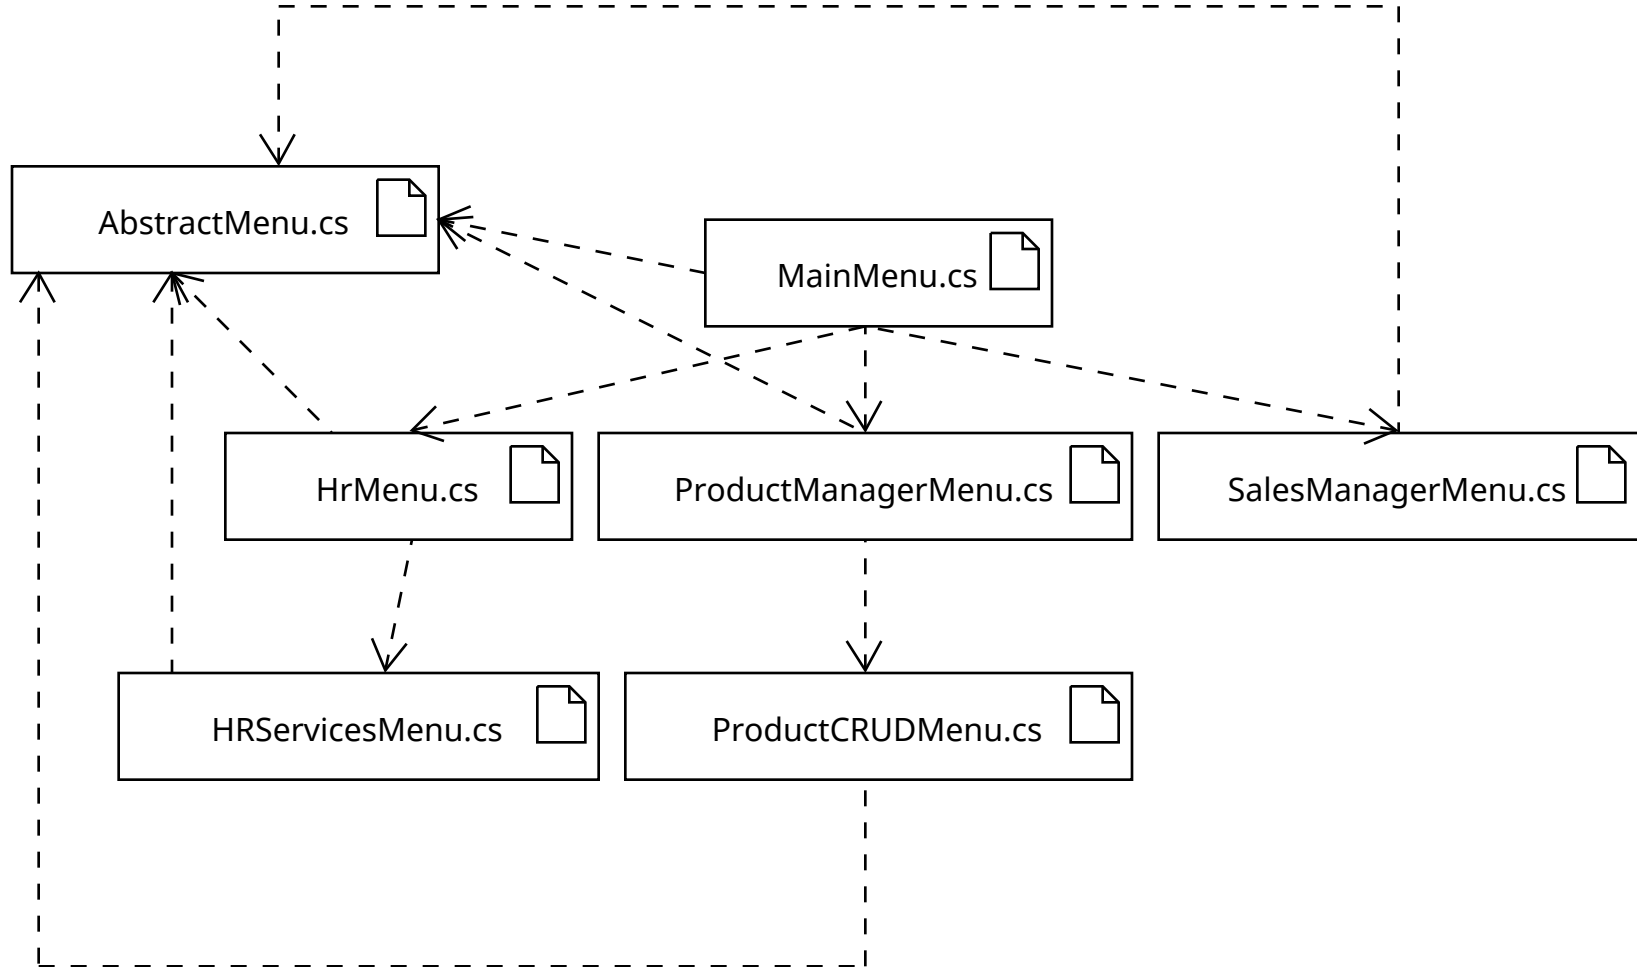 AbstractMenu.cs
MainMenu.cs
HrMenu.cs
ProductManagerMenu.cs
SalesManagerMenu.cs
HRServicesMenu.cs
ProductCRUDMenu.cs